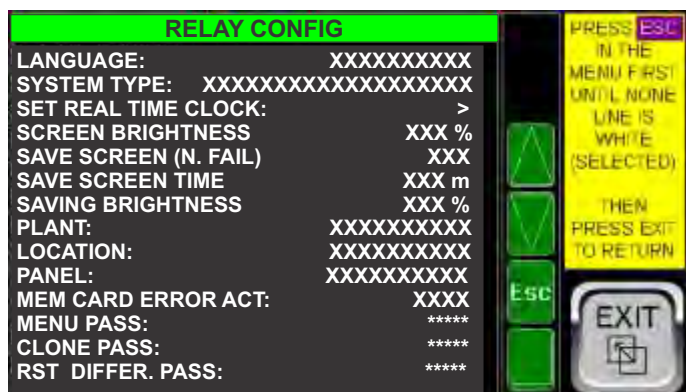 RELAY CONFIG
LANGUAGE: XXXXXXXXXX
SYSTEM TYPE: XXXXXXXXXXXXXXXXXXX
SET REAL TIME CLOCK: >
SCREEN BRIGHTNESS XXX %
SAVE SCREEN (N. FAIL) XXX
SAVE SCREEN TIME XXX m
SAVING BRIGHTNESS XXX %
PLANT: XXXXXXXXXX
LOCATION: XXXXXXXXXX
PANEL: XXXXXXXXXX
MEM CARD ERROR ACT: XXXX
MENU PASS: *****
CLONE PASS: *****
RST DIFFER. PASS: *****
Esc
PRESS ESC
IN THE
MENU FIRST
UNTIL NONE
LINE IS
WHITE
(SELECTED)
THEN
PRESS EXIT
TO RETURN
EXIT